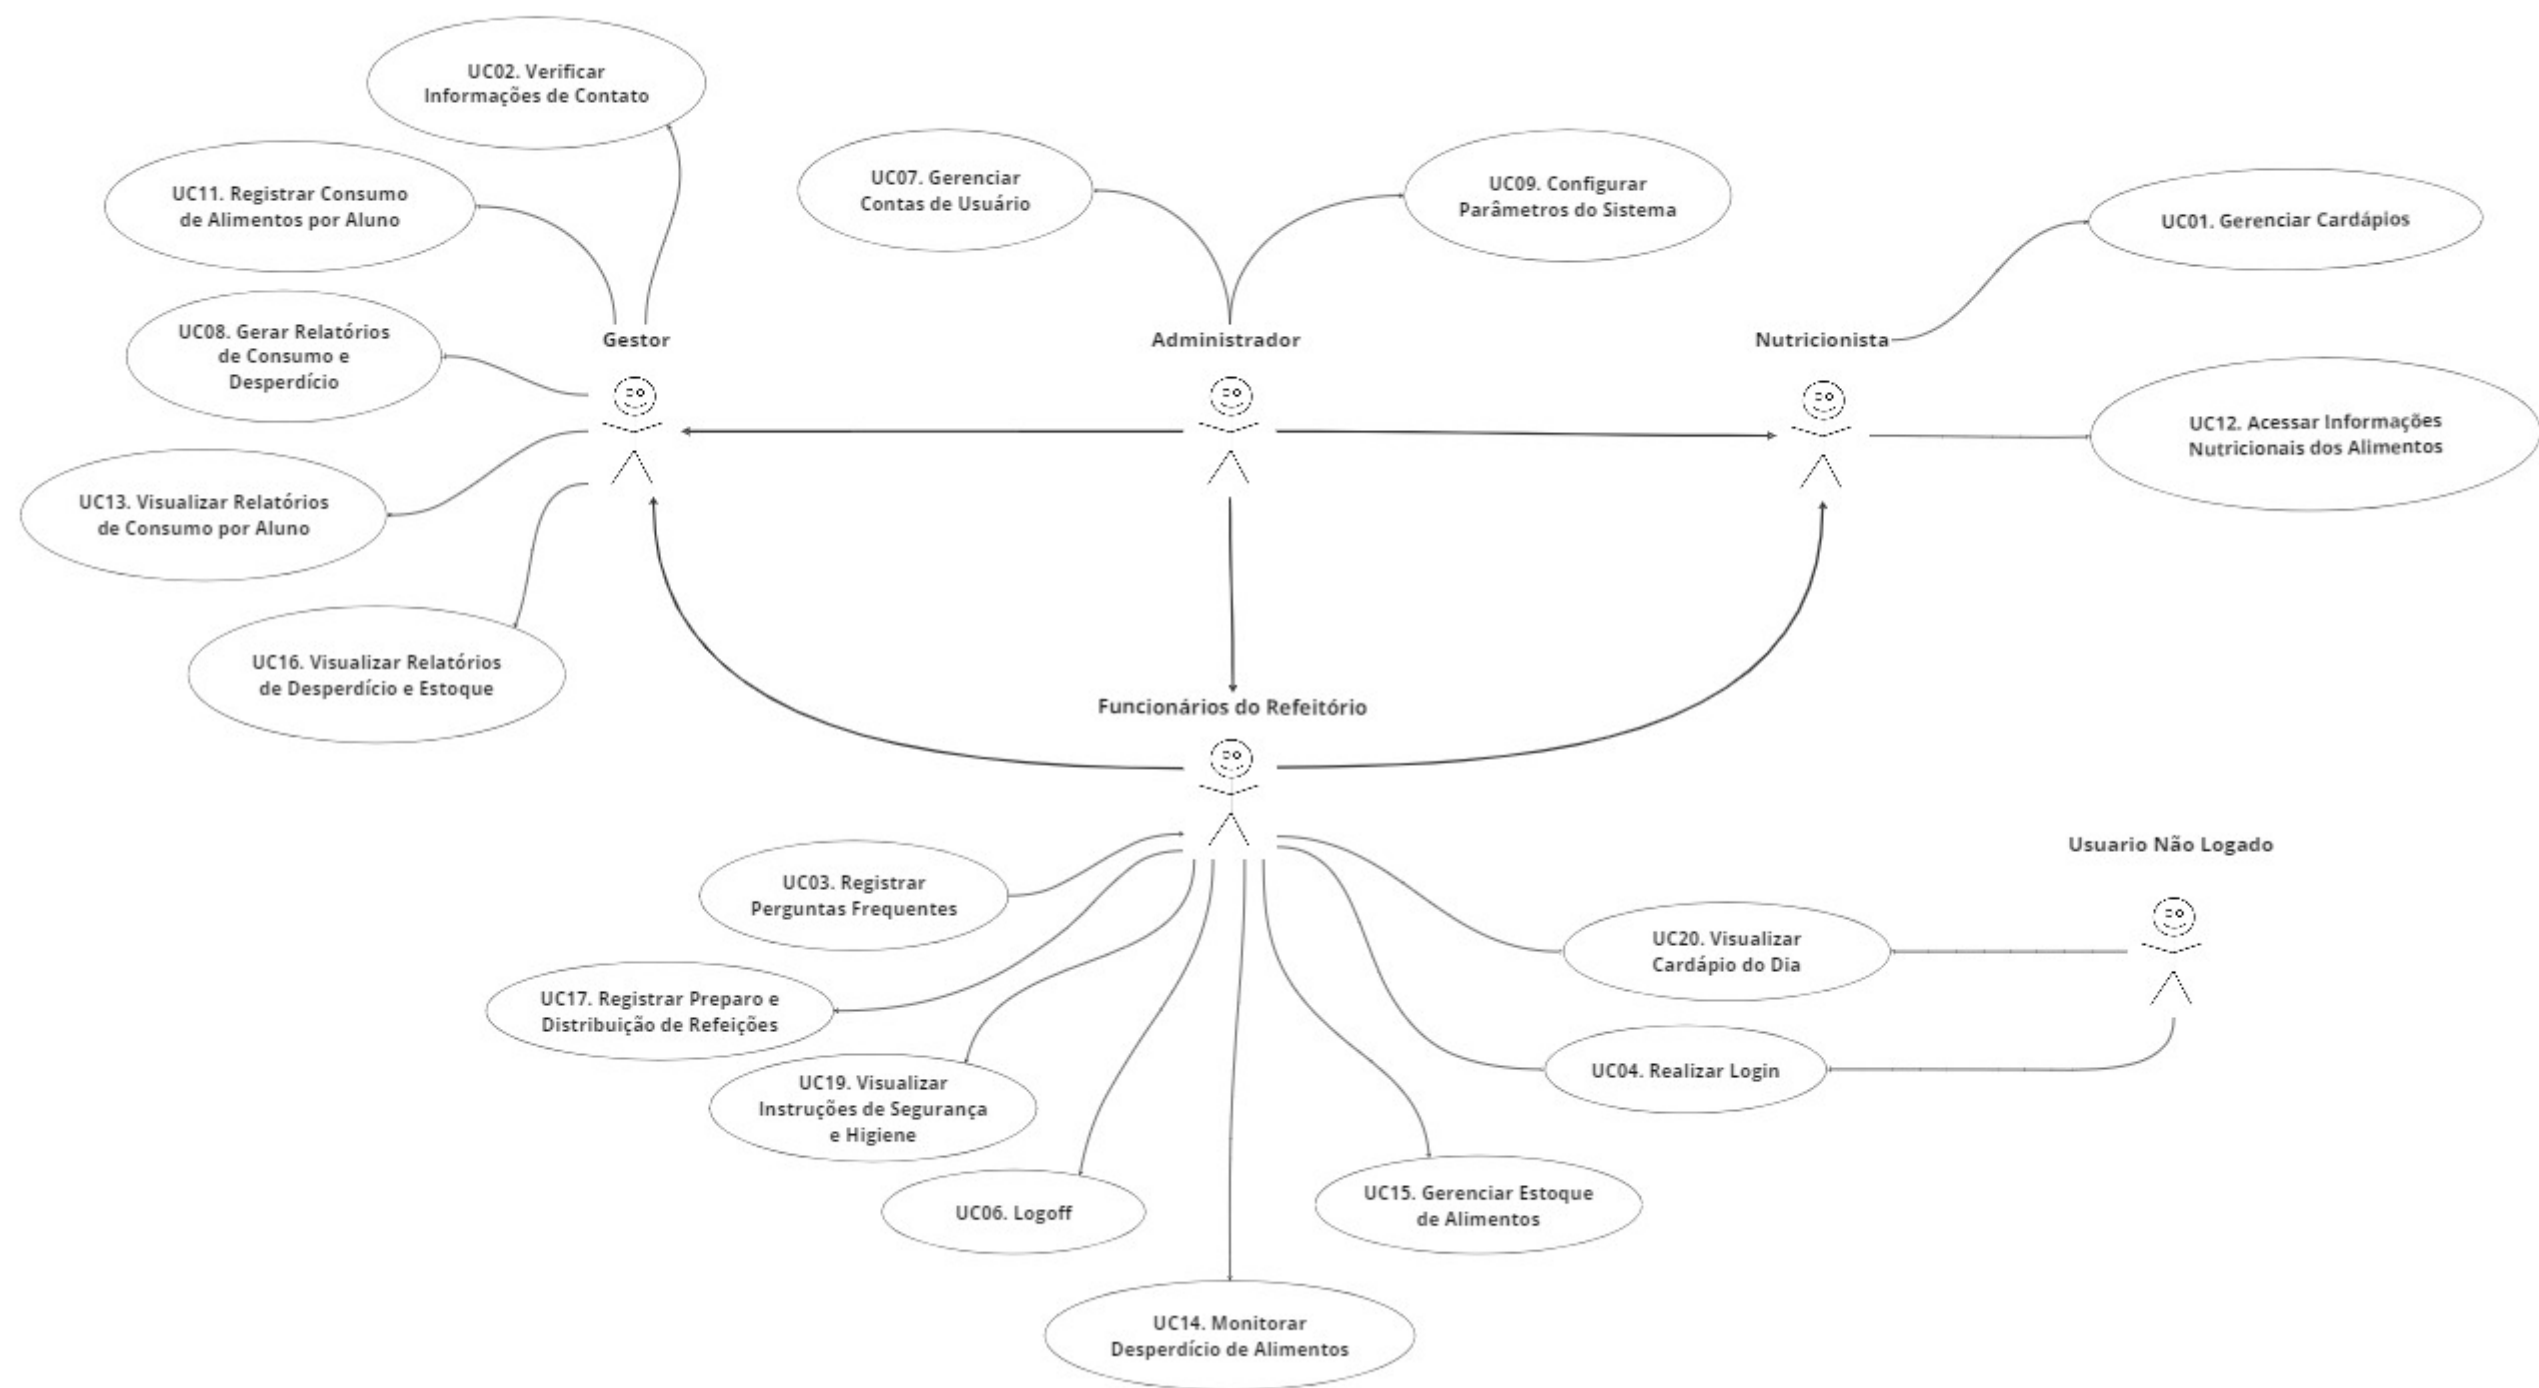 UC02. Verificar
Informações de Contato
UC11. Registrar Consumo
de Alimentos por Aluno
UC07. Gerenciar
Contas de Usuário
UC09. Configurar
Parâmetros do Sistema
UC01. Gerenciar Cardápios
UC08. Gerar Relatórios
de Consumo e
Desperdício
Gestor
Administrador
Nutricionista
UC12. Acessar Informações
Nutricionais dos Alimentos
UC13. Visualizar Relatórios
de Consumo por Aluno
UC16. Visualizar Relatórios
de Desperdício e Estoque
Funcionários do Refeitório
Usuario Não Logado
UC03. Registrar
Perguntas Frequentes
UC20. Visualizar
Cardápio do Dia
UC17. Registrar Preparo e
Distribuição de Refeições
UC04. Realizar Login
UC19. Visualizar
Instruções de Segurança
e Higiene
UC06. Logoff
UC15. Gerenciar Estoque
de Alimentos
UC14. Monitorar
Desperdício de Alimentos